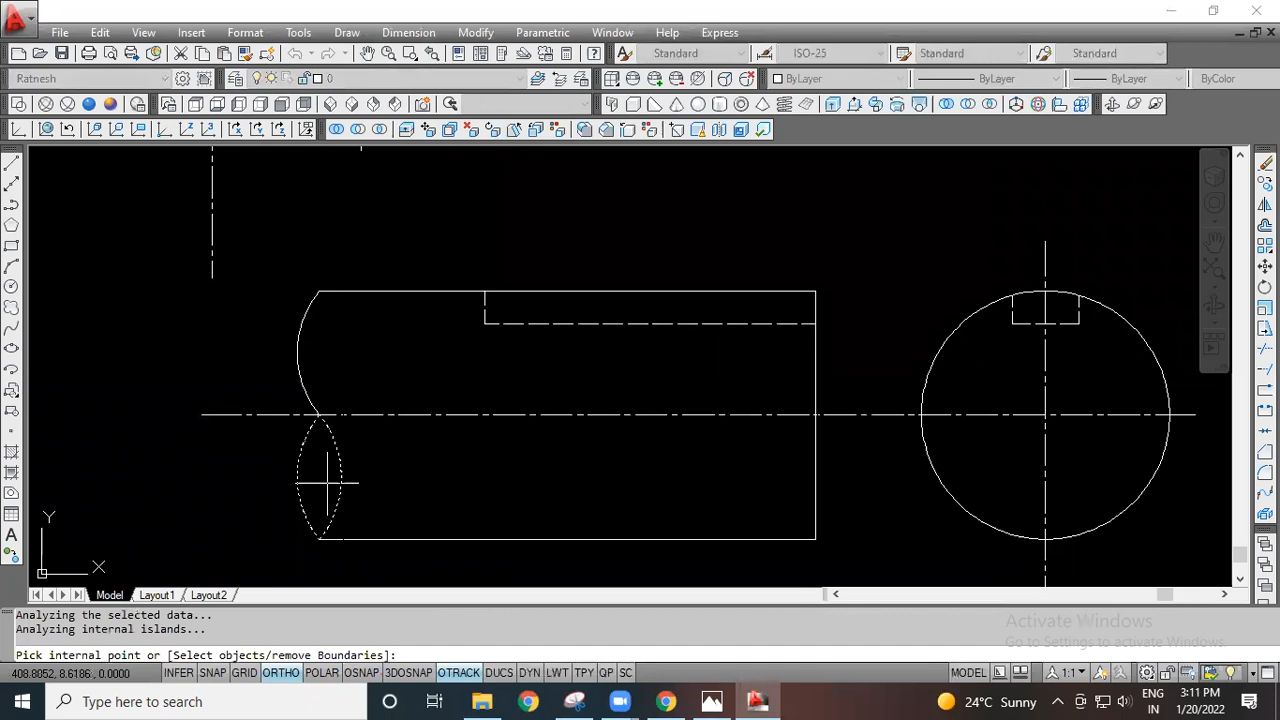 File Edit View Insert Format Tools Draw Dimension Modify Parametric Window Help Express
Standard ISO-25 Standard Standard
Ratnesh 0 ByLayer ByLayer ByLayer ByColor
Y
X
Model Layout1 Layout2
Analyzing the selected data...
Analyzing internal islands...
Activate Windows
Go to Settings to activate Windows.
Pick internal point or [Select objects/remove Boundaries]:
408.8052, 8.6186, 0.0000 INFER SNAP GRID ORTHO POLAR OSNAP 3DOSNAP OTRACK DUCS DYN LWT TPY QP SC MODEL 1:1
Type here to search
24°C Sunny
ENG
IN
3:11 PM
1/20/2022